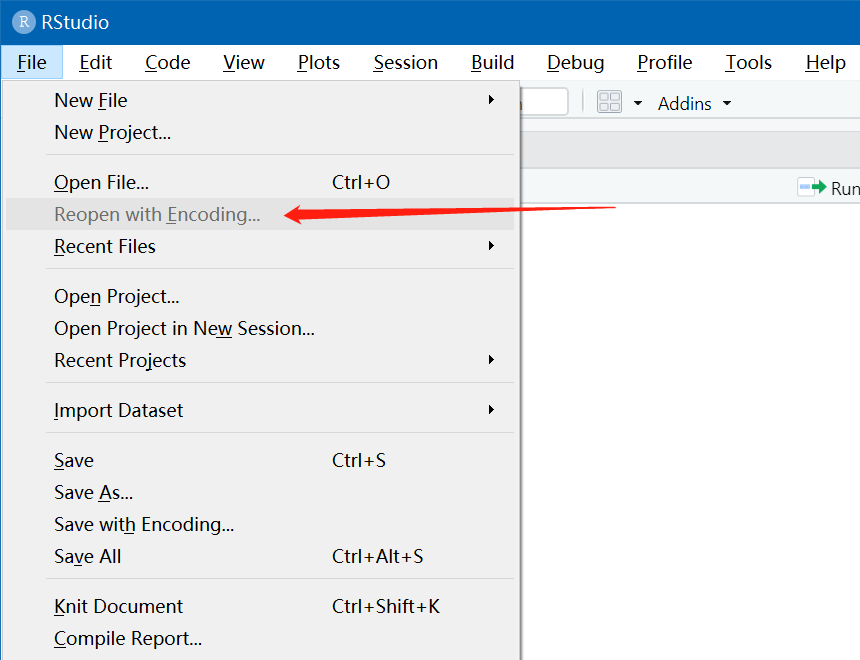 R RStudio
File Edit Code View Plots Session Build Debug Profile Tools Help
Addins
New File
New Project...
Open File... Ctrl+O
Run
Reopen with Encoding...
Recent Files
Open Project...
Open Project in New Session...
Recent Projects
Import Dataset
Save Ctrl+S
Save As...
Save with Encoding...
Save All Ctrl+Alt+S
Knit Document Ctrl+Shift+K
Compile Report...